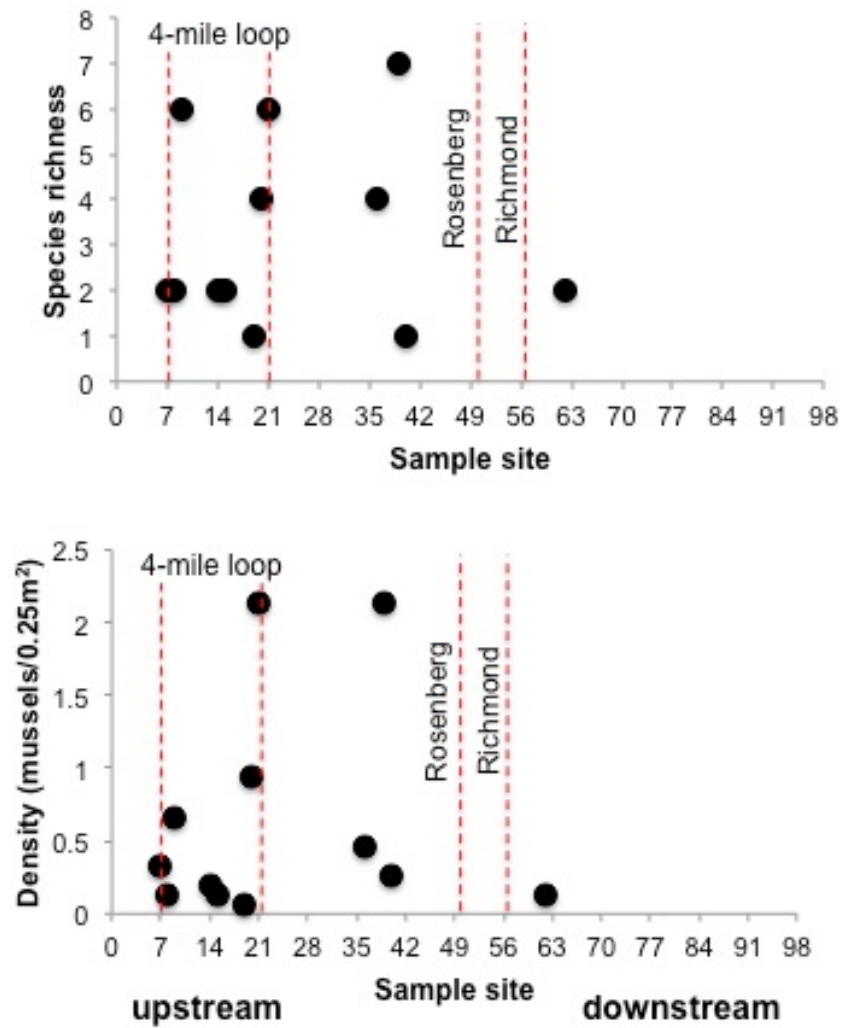 8
7
6
5
4
3
2
1
0
Species richness
4-mile loop
Rosenberg
Richmond
0 7 14 21 28 35 42 49 56 63 70 77 84 91 98
Sample site
2.5
2
1.5
1
0.5
0
Density (mussels/0.25m²)
4-mile loop
Rosenberg
Richmond
0 7 14 21 28 35 42 49 56 63 70 77 84 91 98
Sample site
upstream
downstream